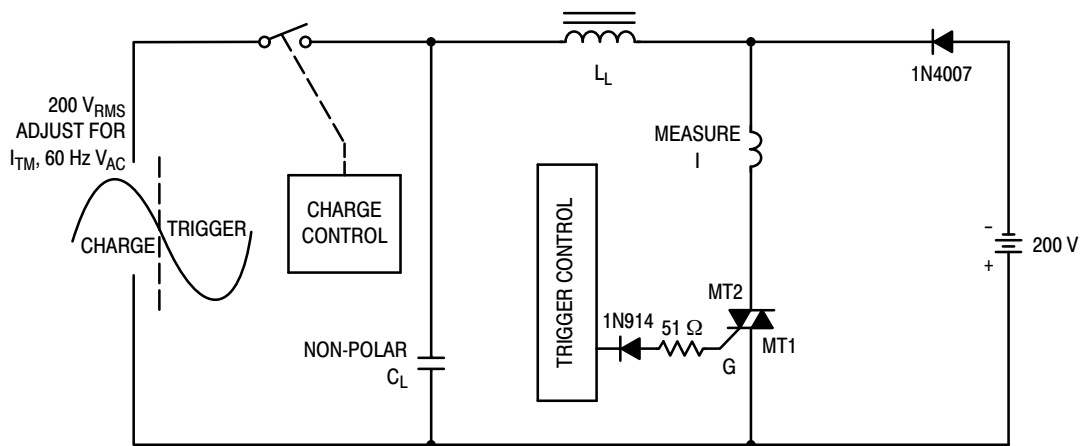 200 VRMS
ADJUST FOR
ITM, 60 Hz VAC
CHARGE
TRIGGER
CHARGE
CONTROL
NON-POLAR
CL
LL
TRIGGER CONTROL
1N914
51 Ω
MEASURE
I
MT2
MT1
G
1N4007
-
+
200 V